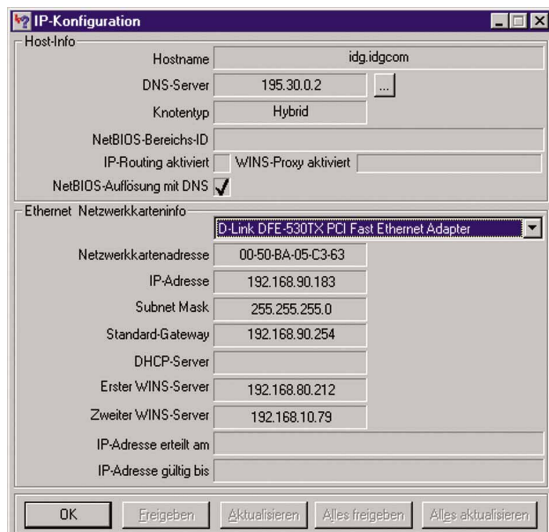 IP-Konfiguration
Host-Info
Hostname idg.idgcom
DNS-Server 195.30.0.2 ...
Knotentyp Hybrid
NetBIOS-Bereichs-ID
IP-Routing aktiviert WINS-Proxy aktiviert
NetBIOS-Auflösung mit DNS
Ethernet Netzwerkkarteninfo
D-Link DFE-530TX PCI Fast Ethernet Adapter
Netzwerkkartenadresse 00-50-BA-05-C3-63
IP-Adresse 192.168.90.183
Subnet Mask 255.255.255.0
Standard-Gateway 192.168.90.254
DHCP-Server
Erster WINS-Server 192.168.80.212
Zweiter WINS-Server 192.168.10.79
IP-Adresse erteilt am
IP-Adresse gültig bis
OK Freigeben Aktualisieren Alles freigeben Alles aktualisieren